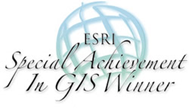 ESRI
Special Achievement
In GIS Winner